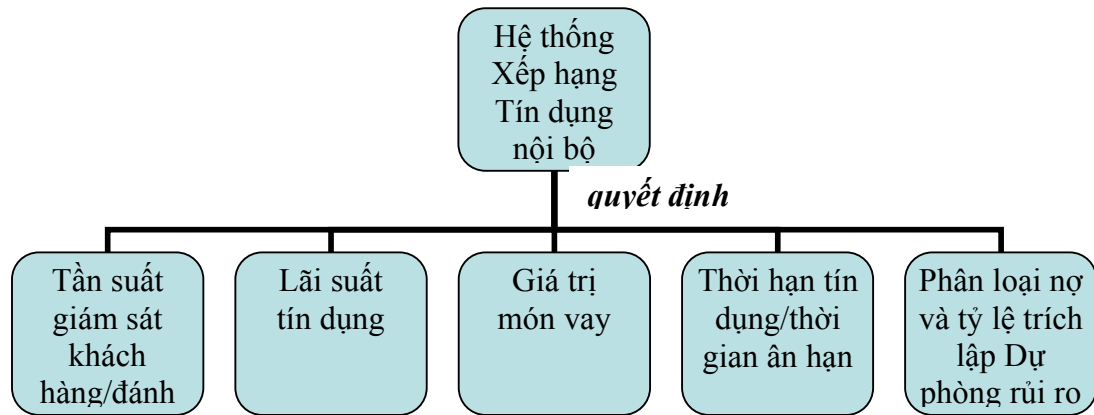 Hệ thống
Xếp hạng
Tín dụng
nội bộ
quyết định
Tần suất
giám sát
khách
hàng/đánh
Lãi suất
tín dụng
Giá trị
món vay
Thời hạn tín
dụng/thời
gian ân hạn
Phân loại nợ
và tỷ lệ trích
lập Dự
phòng rủi ro